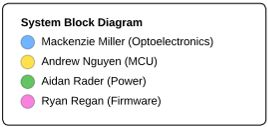 System Block Diagram
Mackenzie Miller (Optoelectronics)
Andrew Nguyen (MCU)
Aidan Rader (Power)
Ryan Regan (Firmware)